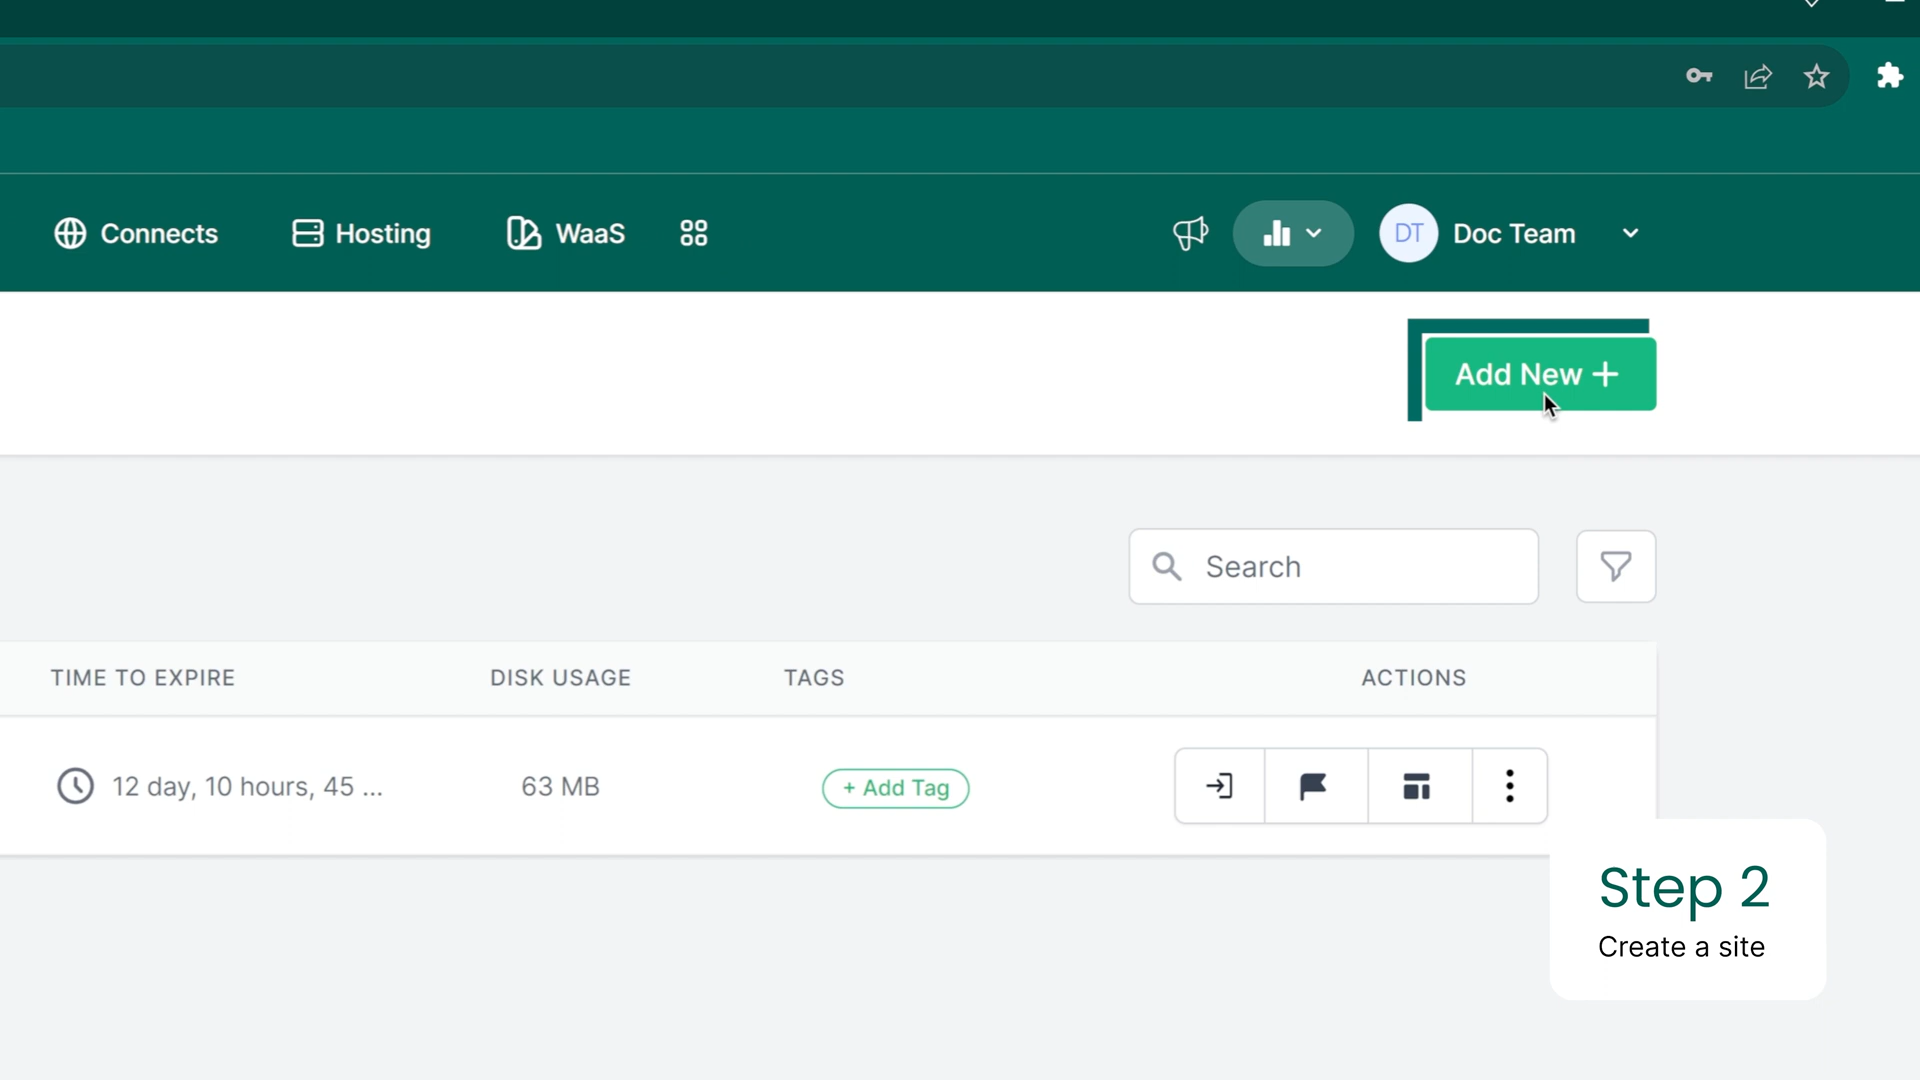 Connects
Hosting
WaaS
DT
Doc Team
Add New +
Search
TIME TO EXPIRE
DISK USAGE
TAGS
ACTIONS
12 day, 10 hours, 45 ...
63 MB
+ Add Tag
Step 2
Create a site